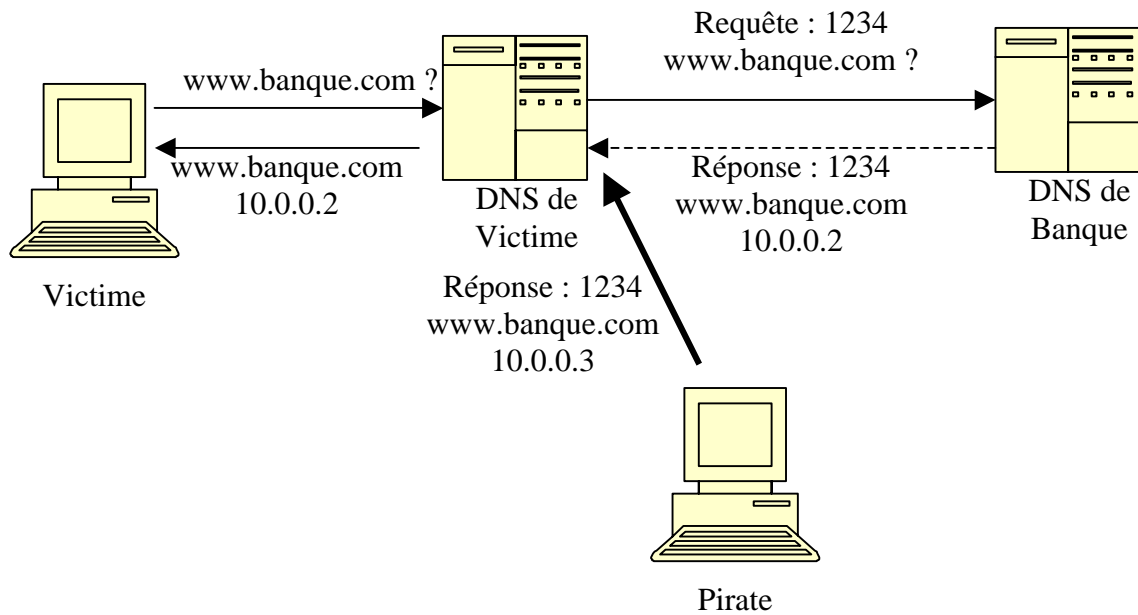 Requête : 1234
www.banque.com ?
www.banque.com ?
www.banque.com
10.0.0.2
Réponse : 1234
www.banque.com
10.0.0.2
DNS de
Victime
DNS de
Banque
Victime
Réponse : 1234
www.banque.com
10.0.0.3
Pirate